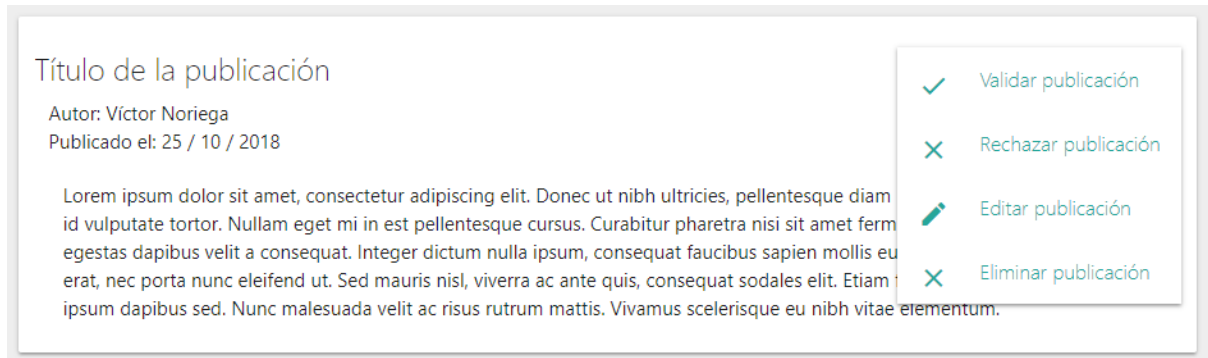 Título de la publicación
Autor: Víctor Noriega
Publicado el: 25 / 10 / 2018
Lorem ipsum dolor sit amet, consectetur adipiscing elit. Donec ut nibh ultricies, pellentesque diam
id vulputate tortor. Nullam eget mi in est pellentesque cursus. Curabitur pharetra nisi sit amet ferm
egestas dapibus velit a consequat. Integer dictum nulla ipsum, consequat faucibus sapien mollis eu
erat, nec porta nunc eleifend ut. Sed mauris nisl, viverra ac ante quis, consequat sodales elit. Etiam
ipsum dapibus sed. Nunc malesuada velit ac risus rutrum mattis. Vivamus scelerisque eu nibh vitae elementum.
Validar publicación
Rechazar publicación
Editar publicación
Eliminar publicación